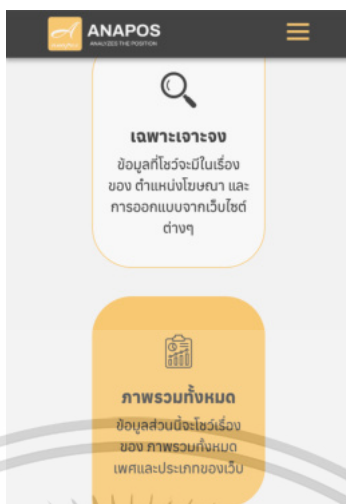 ANAPOS
ANALYZES THE POSITION
เฉพาะเจาะจง
ข้อมูลที่โชว์จะมีในเรื่อง
ของ ตำแหน่งโฆษณา และ
การออกแบบจากเว็บไซต์
ต่างๆ
ภาพรวมทั้งหมด
ข้อมูลส่วนนี้จะโชว์เรื่อง
ของ ภาพรวมทั้งหมด
เพศและประเภทของเว็บ